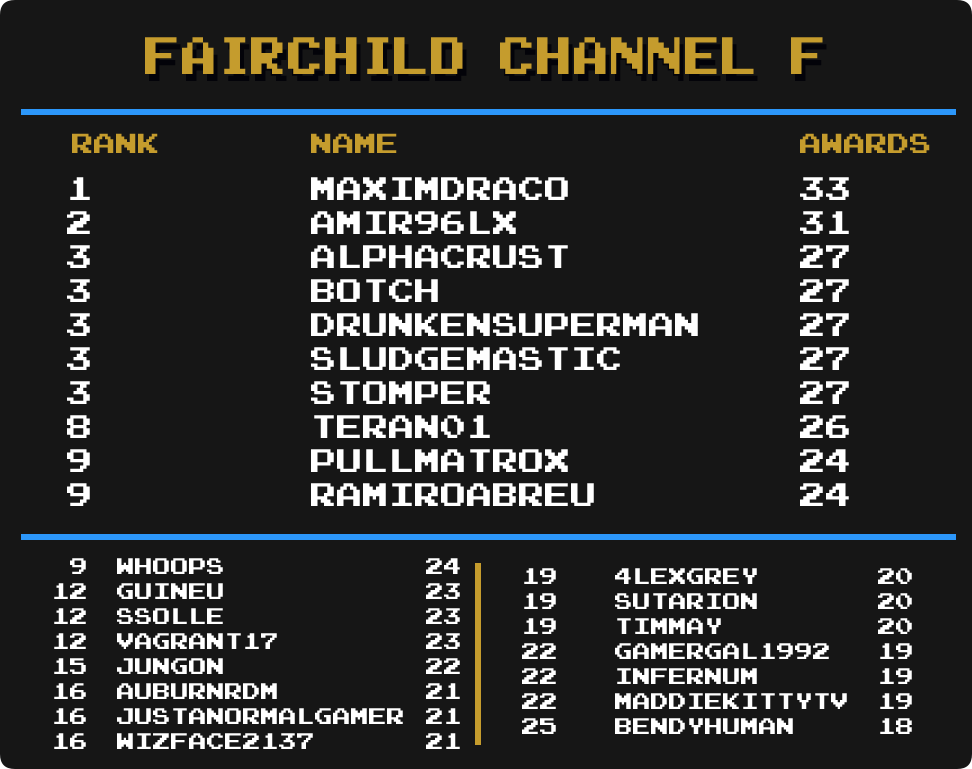 FAIRCHILD CHANNEL F
RANK NAME AWARDS
1 MAXIMDRACO 33
2 AMIR96LX 31
3 ALPHACRUST 27
3 BOTCH 27
3 DRUNKENSUPERMAN 27
3 SLUDGEMASTIC 27
3 STOMPER 27
8 TERAN01 26
9 PULLMATROX 24
9 RAMIROABREU 24
9 WHOOPS 24
12 GUINEU 23
12 SSOLLE 23
12 VAGRANT17 23
15 JUNGON 22
16 AUBURNRDM 21
16 JUSTANORMALGAMER 21
16 WIZFACE2137 21
19 4LEXGREY 20
19 SUTARION 20
19 TIMMAY 20
22 GAMERGAL1992 19
22 INFERNUM 19
22 MADDIEKITTYTV 19
25 BENDYHUMAN 18